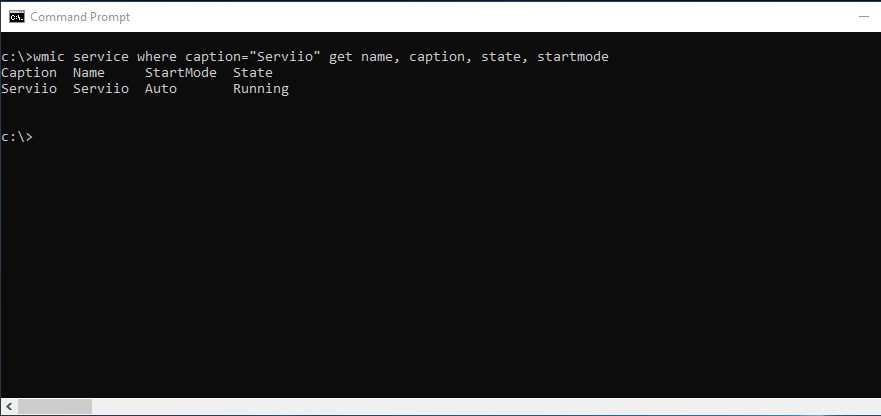 Command Prompt
c:\>wmic service where caption="Serviio" get name, caption, state, startmode
Caption  Name     StartMode  State
Serviio  Serviio  Auto       Running
c:\>